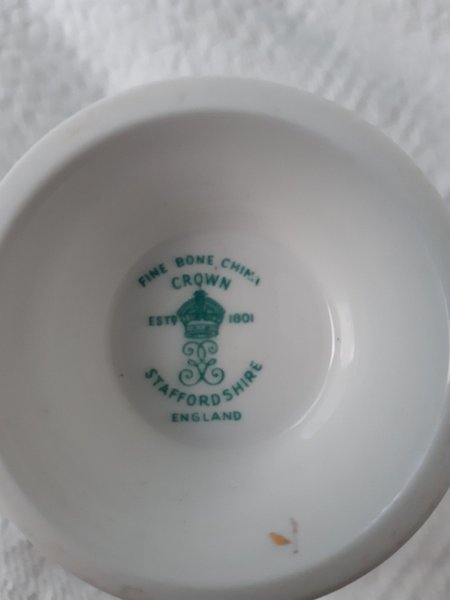 FINE BONE CHINA
CROWN
ESTD 1801
STAFFORDSHIRE
ENGLAND